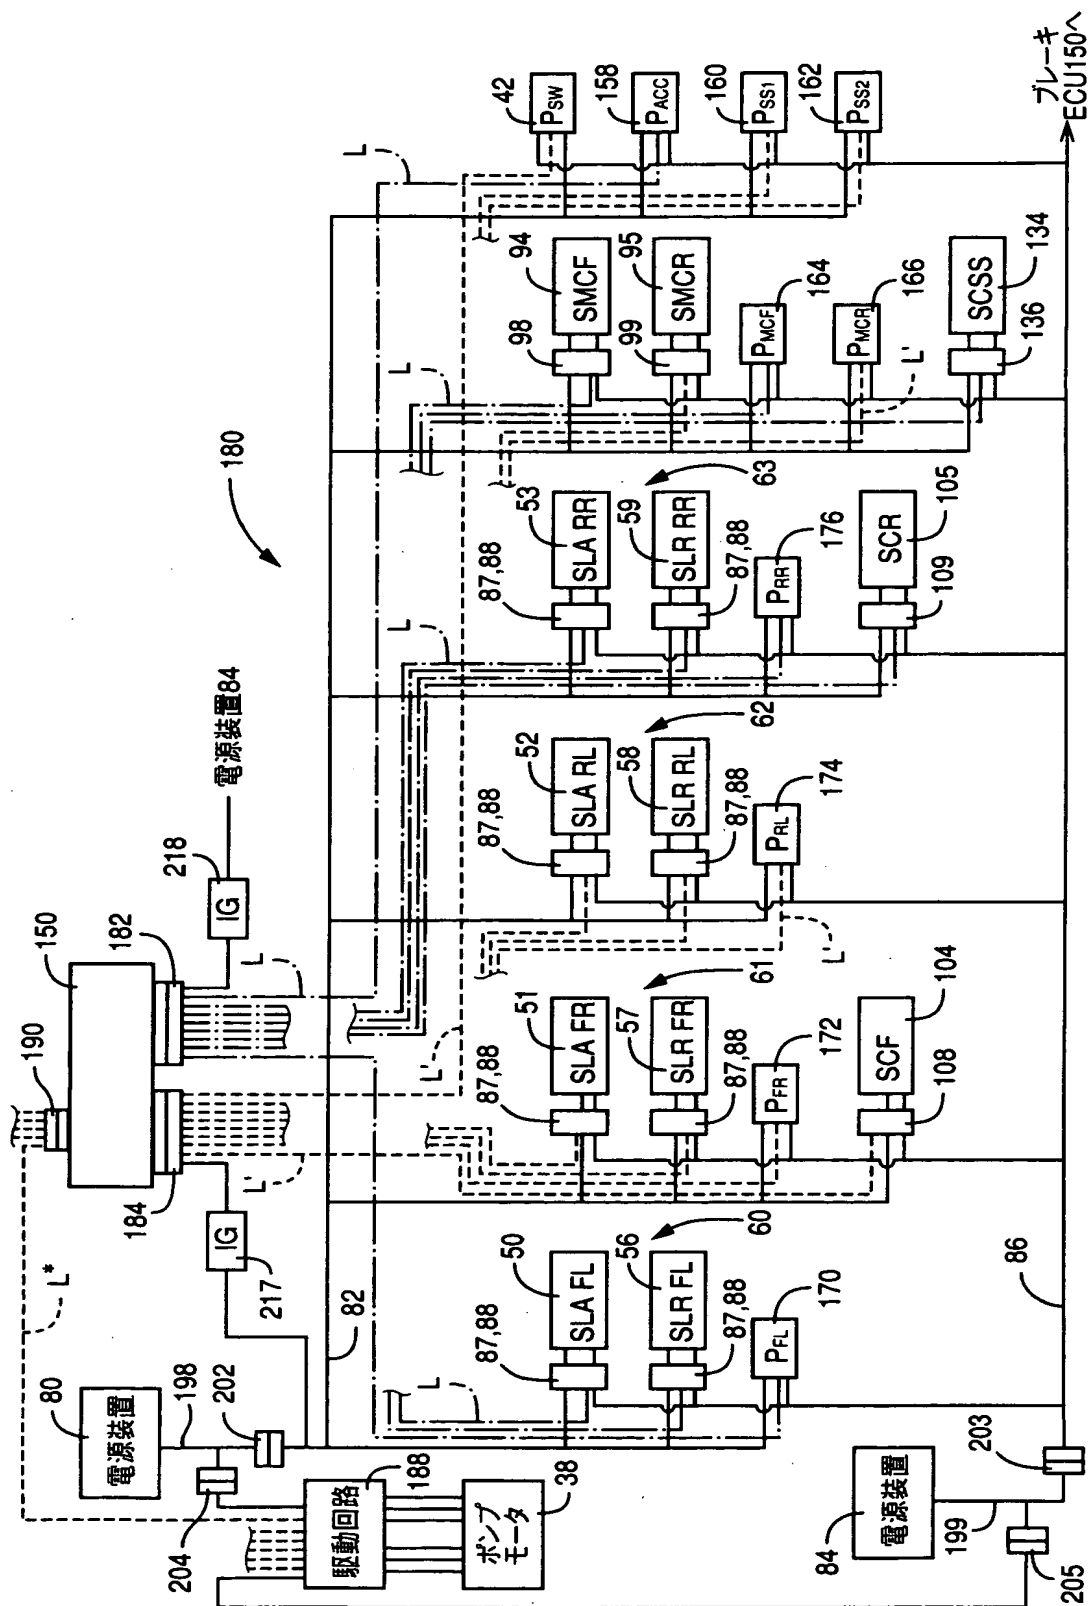 180
150
190
182
184
218
IG
電源装置84
L
IG
217
L*
L'
L'
L
82
80
電源装置
198
202
204
駆動回路
188
ポンプ
モータ
38
84
電源装置
199
203
205
86
ブレーキ
ECU150へ
50
SLA FL
87,88
56
SLR FL
87,88
60
PFL
170
L
51
SLA FR
87,88
57
SLR FR
87,88
61
PFR
172
SCF
104
108
52
SLA RL
87,88
58
SLR RL
87,88
62
PRL
174
L'
53
SLA RR
87,88
59
SLR RR
87,88
63
PRR
176
SCR
105
109
L
94
SMCF
98
95
SMCR
99
PMCF
164
PMCR
166
L'
SCSS
134
136
L
42
PSW
158
PACC
160
PSS1
162
PSS2
L